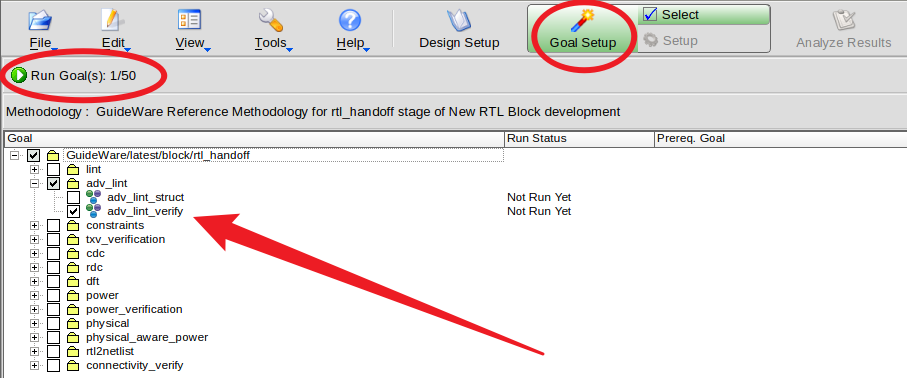 File Edit View Tools Help Design Setup Goal Setup Select Setup Analyze Results
Run Goal(s): 1/50
Methodology : GuideWare Reference Methodology for rtl_handoff stage of New RTL Block development
Goal Run Status Prereq. Goal
GuideWare/latest/block/rtl_handoff
lint
adv_lint
adv_lint_struct Not Run Yet
adv_lint_verify Not Run Yet
constraints
txv_verification
cdc
rdc
dft
power
power_verification
physical
physical_aware_power
rtl2netlist
connectivity_verify